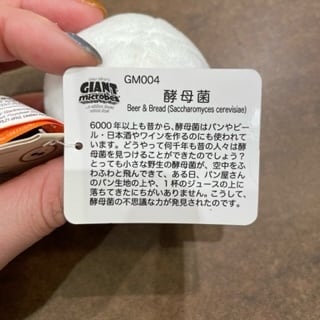 GIANT
microbes
GM004
酵母菌
Beer & Bread (Saccharomyces cerevisiae)
6000年以上も昔から、酵母菌はパンやビー
ル・日本酒やワインを作るのにも使われて
います。どうやって何千年も昔の人々は酵
母菌を見つけることができたのでしょう?
とっても小さな野生の酵母菌が、空中をふ
わふわと飛んできて、ある日、パン屋さん
のパン生地の上や、1杯のジュースの上に
落ちてきたにちがいありません。こうして、
酵母菌の不思議な力が発見されたのです。